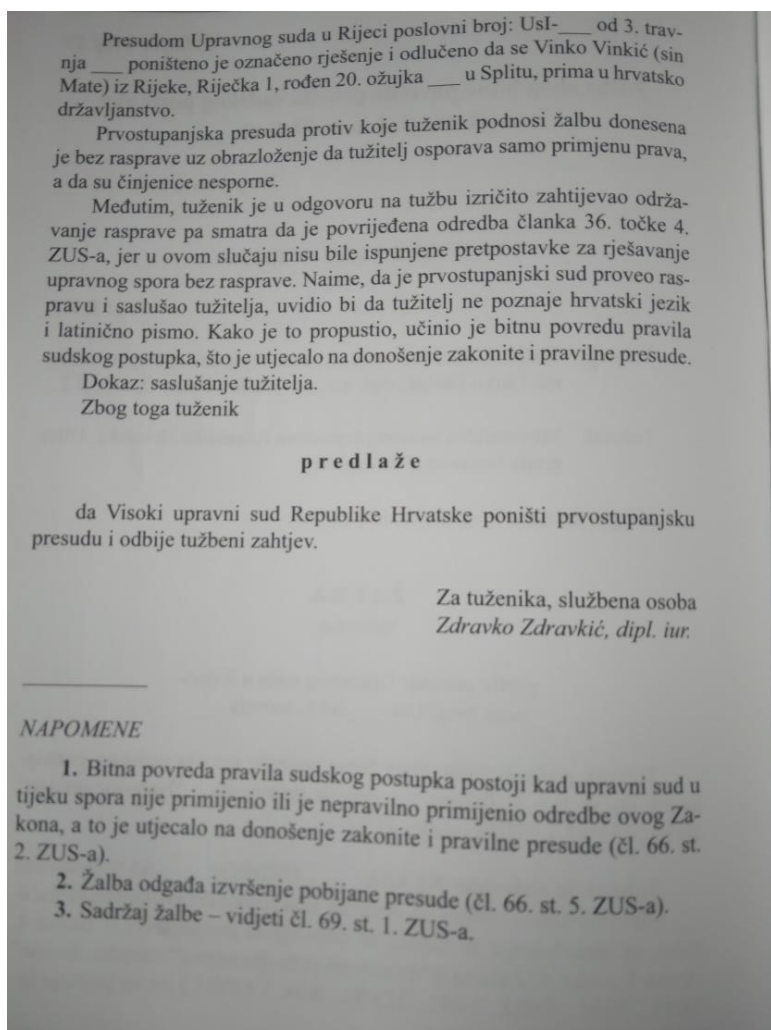 Presudom Upravnog suda u Rijeci poslovni broj: UsI-___ od 3. trav-
nja ___ poništeno je označeno rješenje i odlučeno da se Vinko Vinkić (sin
Mate) iz Rijeke, Riječka 1, rođen 20. ožujka ___ u Splitu, prima u hrvatsko
državljanstvo.
Prvostupanjska presuda protiv koje tuženik podnosi žalbu donesena
je bez rasprave uz obrazloženje da tužitelj osporava samo primjenu prava,
a da su činjenice nesporne.
Međutim, tuženik je u odgovoru na tužbu izričito zahtijevao održa-
vanje rasprave pa smatra da je povrijeđena odredba članka 36. točke 4.
ZUS-a, jer u ovom slučaju nisu bile ispunjene pretpostavke za rješavanje
upravnog spora bez rasprave. Naime, da je prvostupanjski sud proveo ras-
pravu i saslušao tužitelja, uvidio bi da tužitelj ne poznaje hrvatski jezik
i latinično pismo. Kako je to propustio, učinio je bitnu povredu pravila
sudskog postupka, što je utjecalo na donošenje zakonite i pravilne presude.
Dokaz: saslušanje tužitelja.
Zbog toga tuženik
predlaže
da Visoki upravni sud Republike Hrvatske poništi prvostupanjsku
presudu i odbije tužbeni zahtjev.
Za tuženika, službena osoba
Zdravko Zdravkić, dipl. iur.
NAPOMENE
1. Bitna povreda pravila sudskog postupka postoji kad upravni sud u
tijeku spora nije primijenio ili je nepravilno primijenio odredbe ovog Za-
kona, a to je utjecalo na donošenje zakonite i pravilne presude (čl. 66. st.
2. ZUS-a).
2. Žalba odgađa izvršenje pobijane presude (čl. 66. st. 5. ZUS-a).
3. Sadržaj žalbe – vidjeti čl. 69. st. 1. ZUS-a.